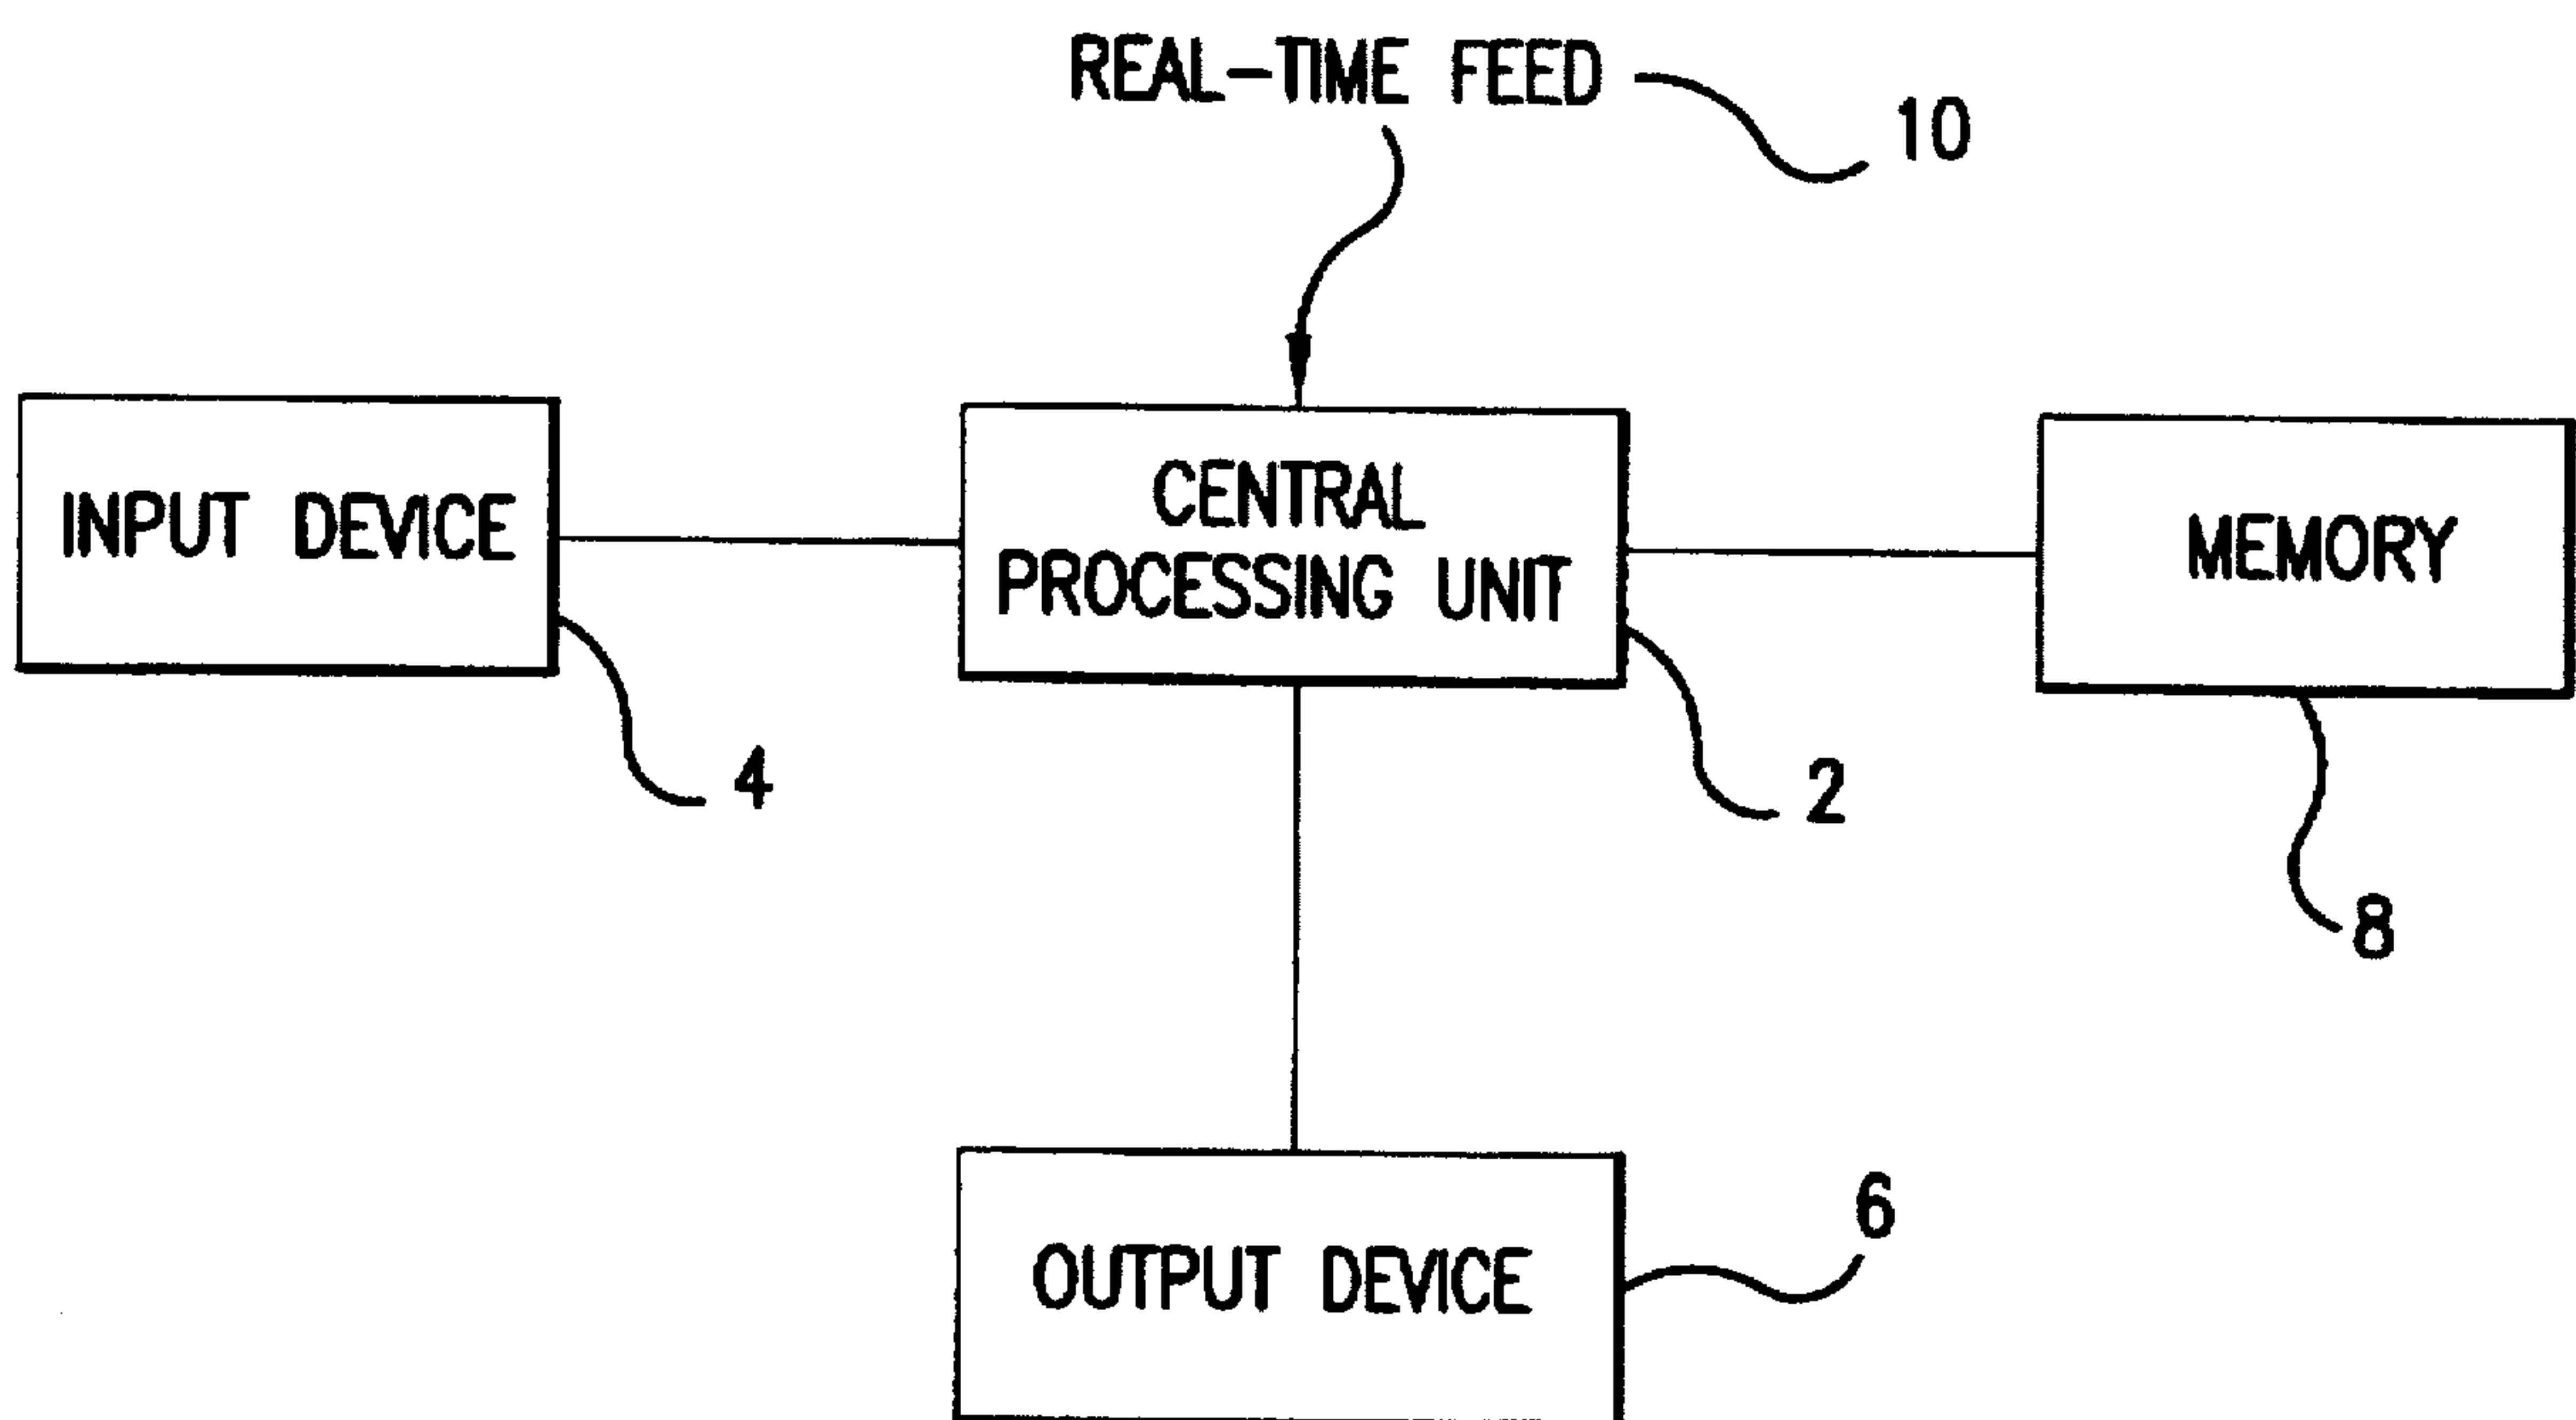 REAL-TIME FEED
10
INPUT DEVICE
CENTRAL
PROCESSING UNIT
MEMORY
4
2
8
6
OUTPUT DEVICE